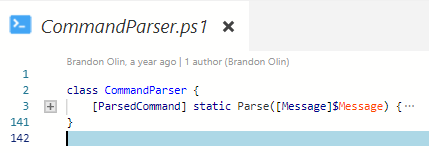 CommandParser.ps1 ×
Brandon Olin, a year ago | 1 author (Brandon Olin)
1
2 class CommandParser {
3 [ParsedCommand] static Parse([Message]$Message) {···
141 }
142